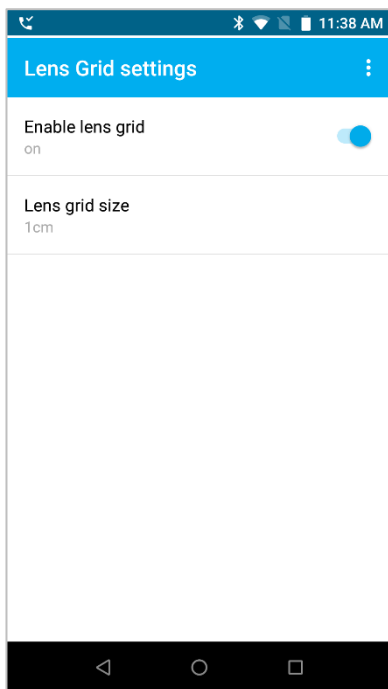 11:38 AM
Lens Grid settings
Enable lens grid
on
Lens grid size
1cm